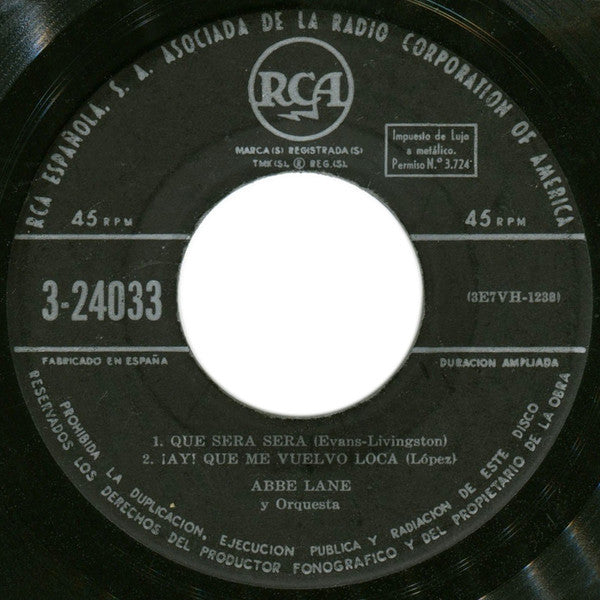 RCA ESPAÑOLA, S. A. ASOCIADA DE LA RADIO CORPORATION OF AMERICA
RCA
MARCA(S) REGISTRADA(S)
TMK(S). ® REG.(S).
Impuesto de Lujo
a metálico.
Permiso N.º 3.724
45 RPM
45 RPM
3-24033
(3E7VH-1238)
FABRICADO EN ESPAÑA
DURACION AMPLIADA
1. QUE SERA SERA (Evans-Livingston)
2. ¡AY! QUE ME VUELVO LOCA (López)
ABBE LANE
y Orquesta
PROHIBIDA LA DUPLICACION, EJECUCION PUBLICA Y RADIACION DE ESTE DISCO
RESERVADOS LOS DERECHOS DEL PRODUCTOR FONOGRAFICO Y DEL PROPIETARIO DE LA OBRA